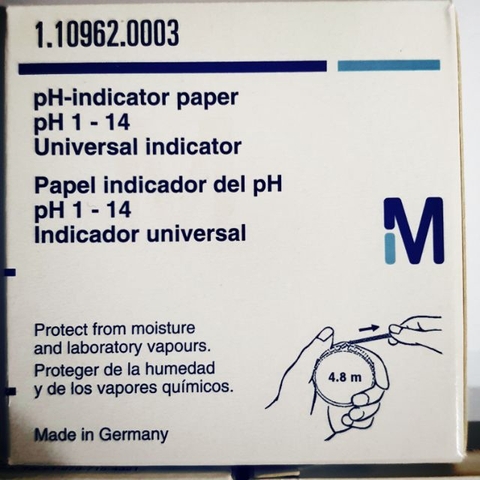 1.10962.0003
pH-indicator paper
pH 1 - 14
Universal indicator
Papel indicador del pH
pH 1 - 14
Indicador universal
M
Protect from moisture
and laboratory vapours.
Proteger de la humedad
y de los vapores químicos.
4.8 m
Made in Germany